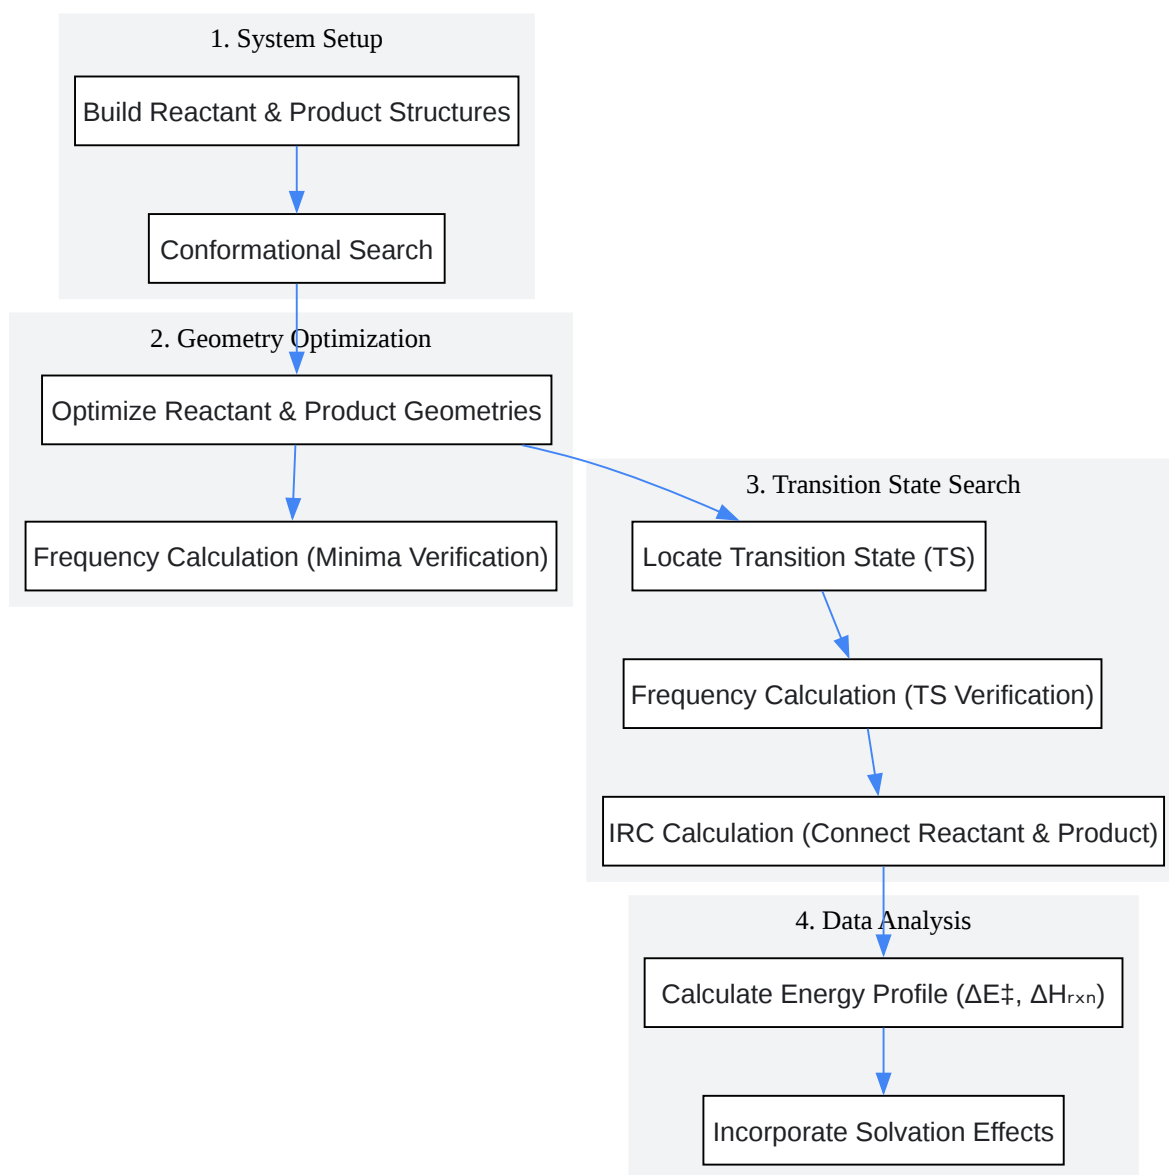 1. System Setup
Build Reactant & Product Structures
Conformational Search
2. Geometry Optimization
Optimize Reactant & Product Geometries
Frequency Calculation (Minima Verification)
3. Transition State Search
Locate Transition State (TS)
Frequency Calculation (TS Verification)
IRC Calculation (Connect Reactant & Product)
4. Data Analysis
Calculate Energy Profile (ΔE‡, ΔHᵣₓₙ)
Incorporate Solvation Effects